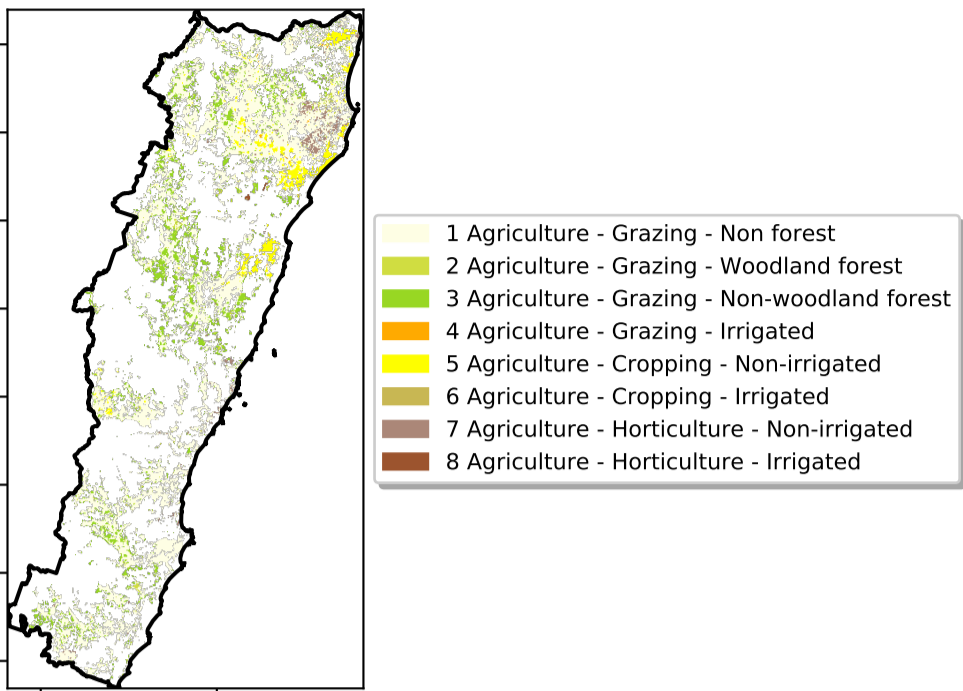 1 Agriculture - Grazing - Non forest
2 Agriculture - Grazing - Woodland forest
3 Agriculture - Grazing - Non-woodland forest
4 Agriculture - Grazing - Irrigated
5 Agriculture - Cropping - Non-irrigated
6 Agriculture - Cropping - Irrigated
7 Agriculture - Horticulture - Non-irrigated
8 Agriculture - Horticulture - Irrigated